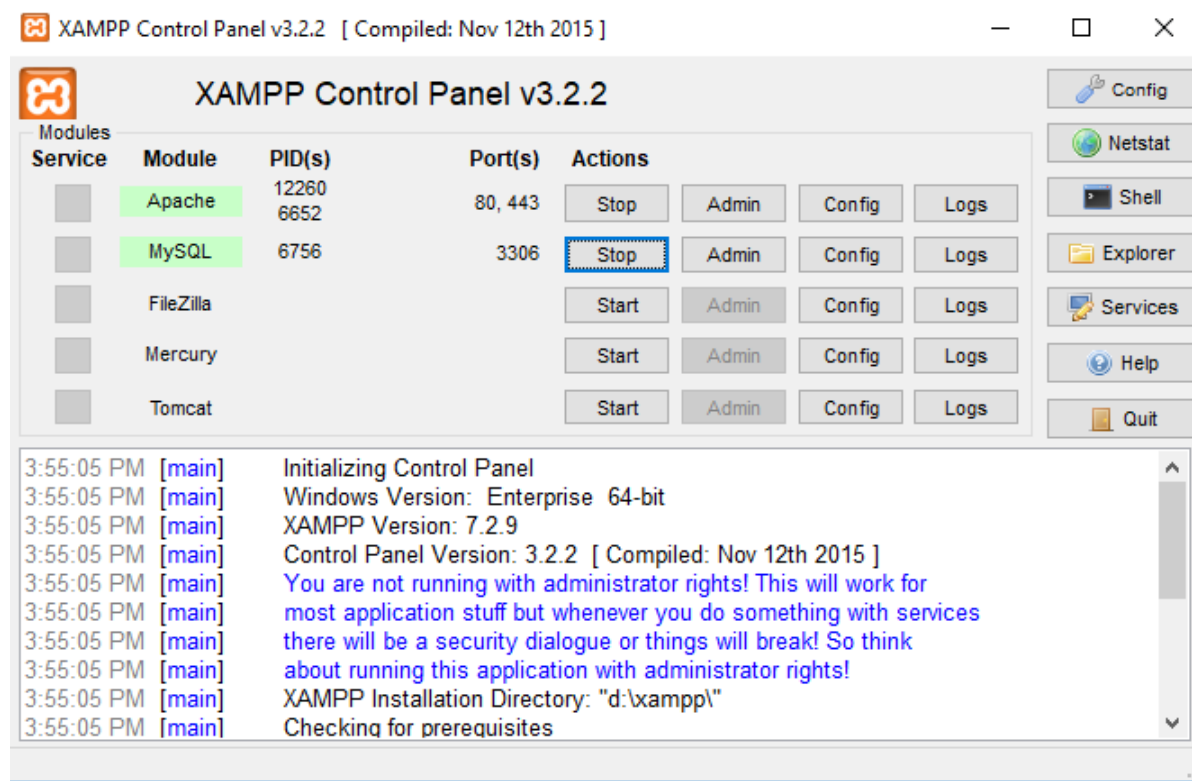 XAMPP Control Panel v3.2.2 [ Compiled: Nov 12th 2015 ]
XAMPP Control Panel v3.2.2
Config
Modules
Netstat
Service Module PID(s) Port(s) Actions
Apache 12260 6652 80, 443 Stop Admin Config Logs
Shell
MySQL 6756 3306 Stop Admin Config Logs
Explorer
FileZilla Start Admin Config Logs
Services
Mercury Start Admin Config Logs
Help
Tomcat Start Admin Config Logs
Quit
3:55:05 PM [main] Initializing Control Panel
3:55:05 PM [main] Windows Version: Enterprise 64-bit
3:55:05 PM [main] XAMPP Version: 7.2.9
3:55:05 PM [main] Control Panel Version: 3.2.2 [ Compiled: Nov 12th 2015 ]
3:55:05 PM [main] You are not running with administrator rights! This will work for
3:55:05 PM [main] most application stuff but whenever you do something with services
3:55:05 PM [main] there will be a security dialogue or things will break! So think
3:55:05 PM [main] about running this application with administrator rights!
3:55:05 PM [main] XAMPP Installation Directory: "d:\xampp\"
3:55:05 PM [main] Checking for prerequisites